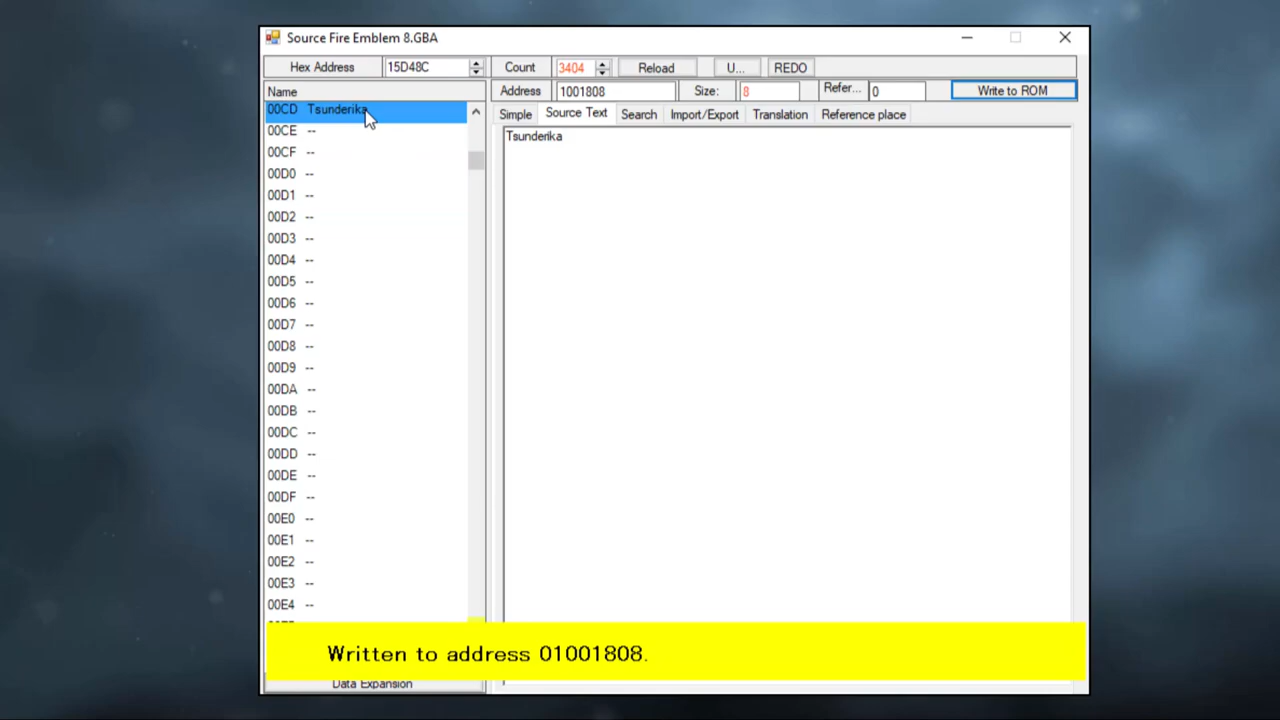 Source Fire Emblem 8.GBA
Hex Address 15D48C Count 3404 Reload U... REDO
Name Address 1001808 Size: 8 Refer... 0 Write to ROM
Simple Source Text Search Import/Export Translation Reference place
00CD Tsunderika
Tsunderika
00CE --
00CF --
00D0 --
00D1 --
00D2 --
00D3 --
00D4 --
00D5 --
00D6 --
00D7 --
00D8 --
00D9 --
00DA --
00DB --
00DC --
00DD --
00DE --
00DF --
00E0 --
00E1 --
00E2 --
00E3 --
00E4 --
Written to address 01001808.
Data Expansion